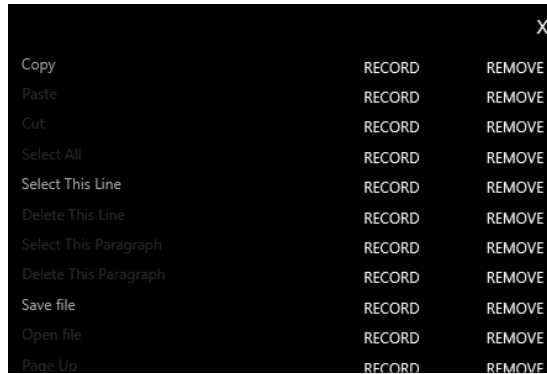 X
Copy RECORD REMOVE
Paste RECORD REMOVE
Cut RECORD REMOVE
Select All RECORD REMOVE
Select This Line RECORD REMOVE
Delete This Line RECORD REMOVE
Select This Paragraph RECORD REMOVE
Delete This Paragraph RECORD REMOVE
Save file RECORD REMOVE
Open file RECORD REMOVE
Page Up RECORD REMOVE